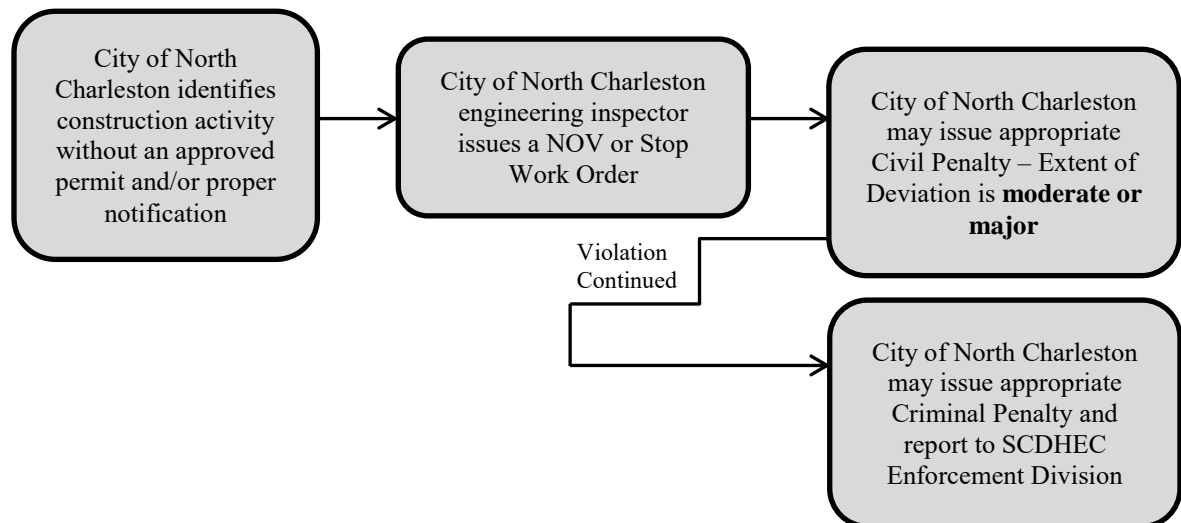 City of North
Charleston identifies
construction activity
without an approved
permit and/or proper
notification
City of North Charleston
engineering inspector
issues a NOV or Stop
Work Order
City of North Charleston
may issue appropriate
Civil Penalty – Extent of
Deviation is moderate or
major
Violation
Continued
City of North Charleston
may issue appropriate
Criminal Penalty and
report to SCDHEC
Enforcement Division